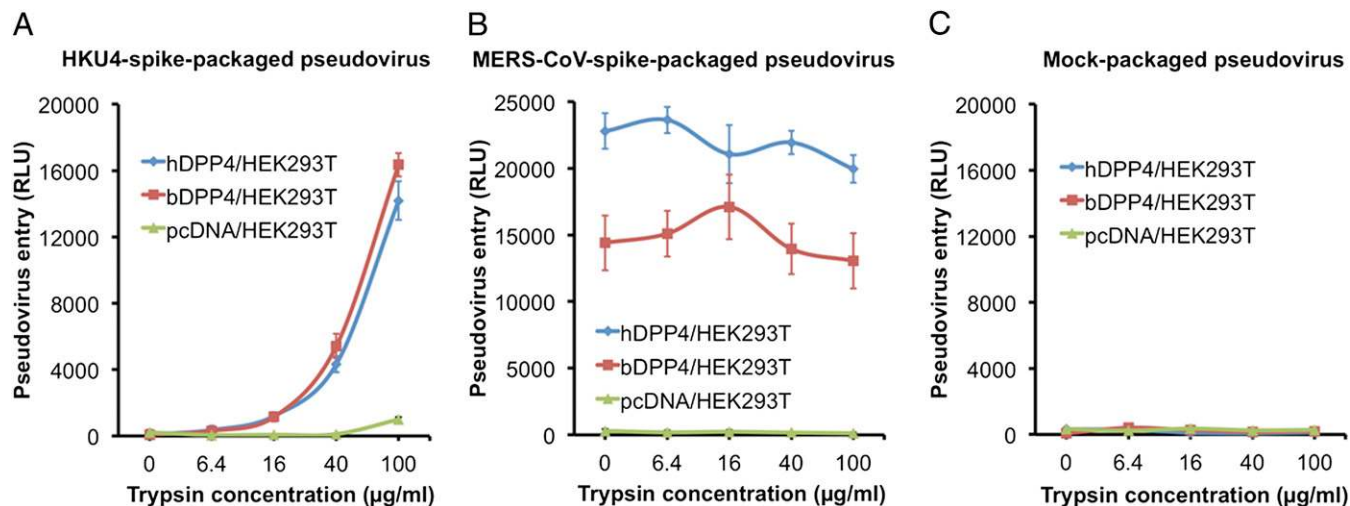 A
HKU4-spike-packaged pseudovirus
Pseudovirus entry (RLU)
20000
16000
12000
8000
4000
0
hDPP4/HEK293T
bDPP4/HEK293T
pcDNA/HEK293T
0 6.4 16 40 100
Trypsin concentration (µg/ml)
B
MERS-CoV-spike-packaged pseudovirus
Pseudovirus entry (RLU)
25000
20000
15000
10000
5000
0
hDPP4/HEK293T
bDPP4/HEK293T
pcDNA/HEK293T
0 6.4 16 40 100
Trypsin concentration (µg/ml)
C
Mock-packaged pseudovirus
Pseudovirus entry (RLU)
20000
16000
12000
8000
4000
0
hDPP4/HEK293T
bDPP4/HEK293T
pcDNA/HEK293T
0 6.4 16 40 100
Trypsin concentration (µg/ml)